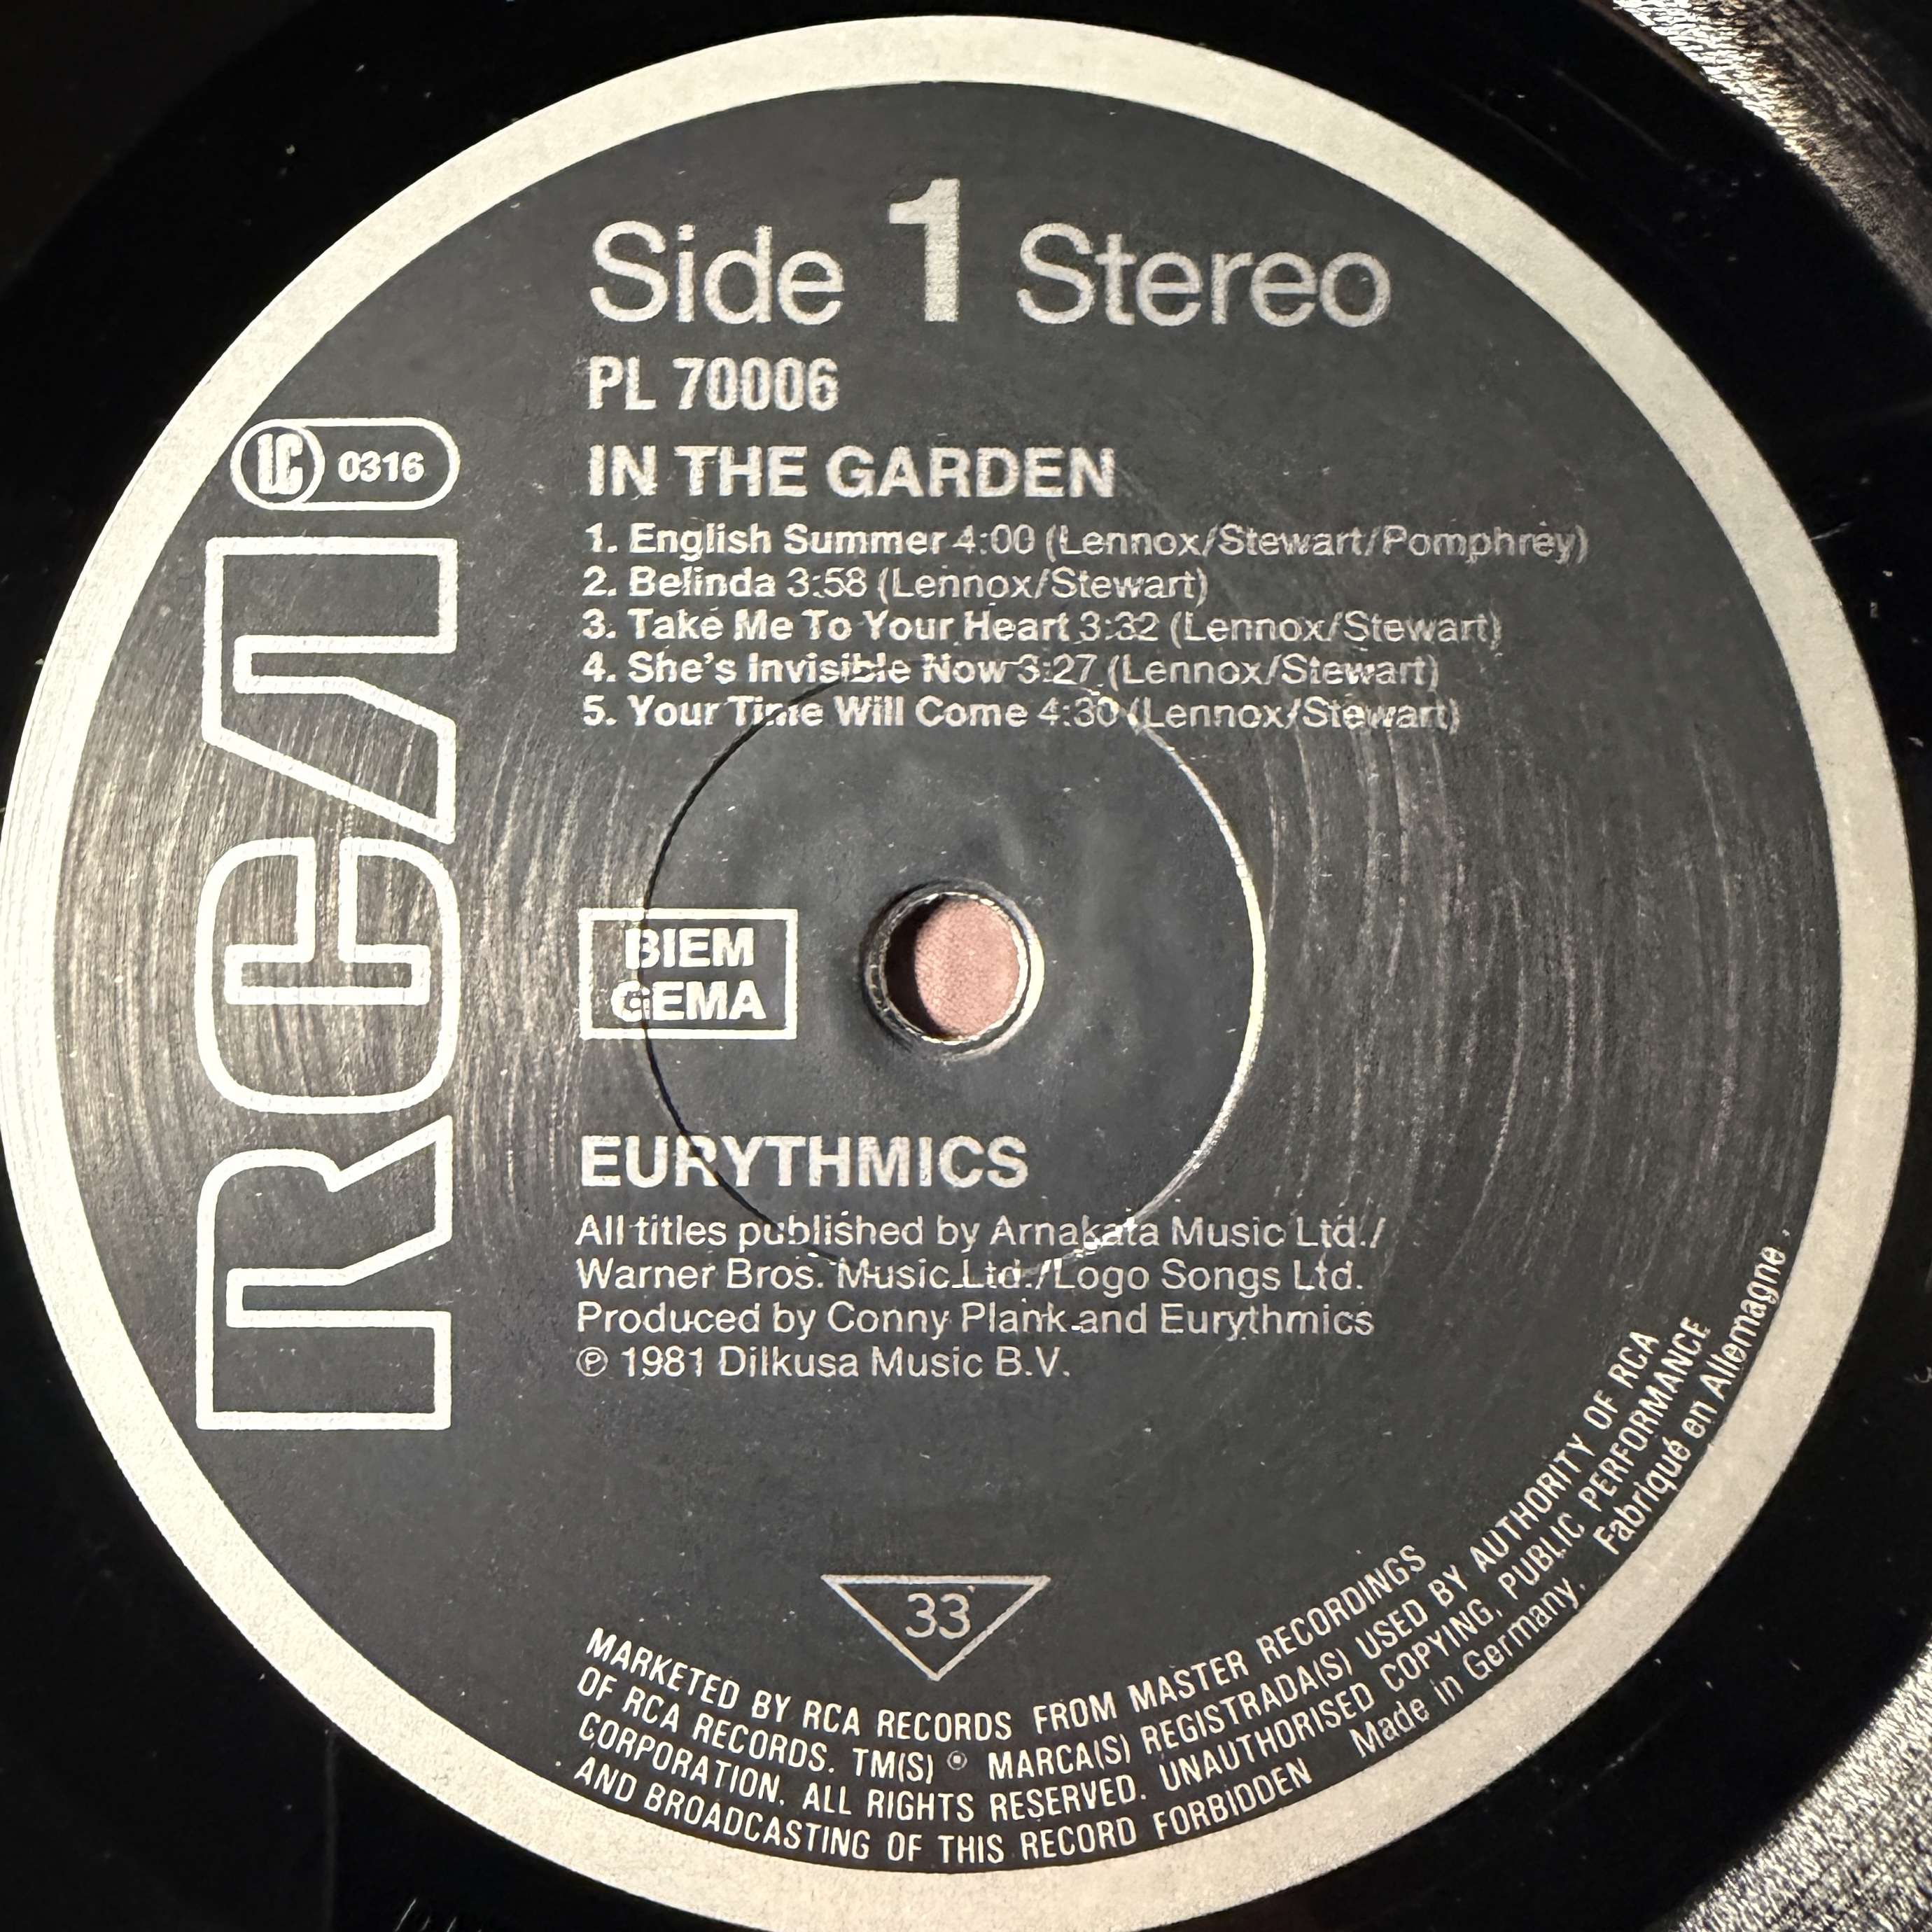 Side 1 Stereo
PL 70006
LC 0316
IN THE GARDEN
1. English Summer 4:00 (Lennox/Stewart/Pomphrey)
2. Belinda 3:58 (Lennox/Stewart)
3. Take Me To Your Heart 3:32 (Lennox/Stewart)
4. She's Invisible Now 3:27 (Lennox/Stewart)
5. Your Time Will Come 4:30 (Lennox/Stewart)
RCA
BIEM
GEMA
EURYTHMICS
All titles published by Arnakata Music Ltd./
Warner Bros. Music Ltd./Logo Songs Ltd.
Produced by Conny Plank and Eurythmics
℗ 1981 Dilkusa Music B.V.
33
MARKETED BY RCA RECORDS FROM MASTER RECORDINGS
OF RCA RECORDS. TM(S) ® MARCA(S) REGISTRADA(S) USED BY AUTHORITY OF RCA
CORPORATION. ALL RIGHTS RESERVED. UNAUTHORISED COPYING, PUBLIC PERFORMANCE
AND BROADCASTING OF THIS RECORD FORBIDDEN Made in Germany. Fabriqué en Allemagne.